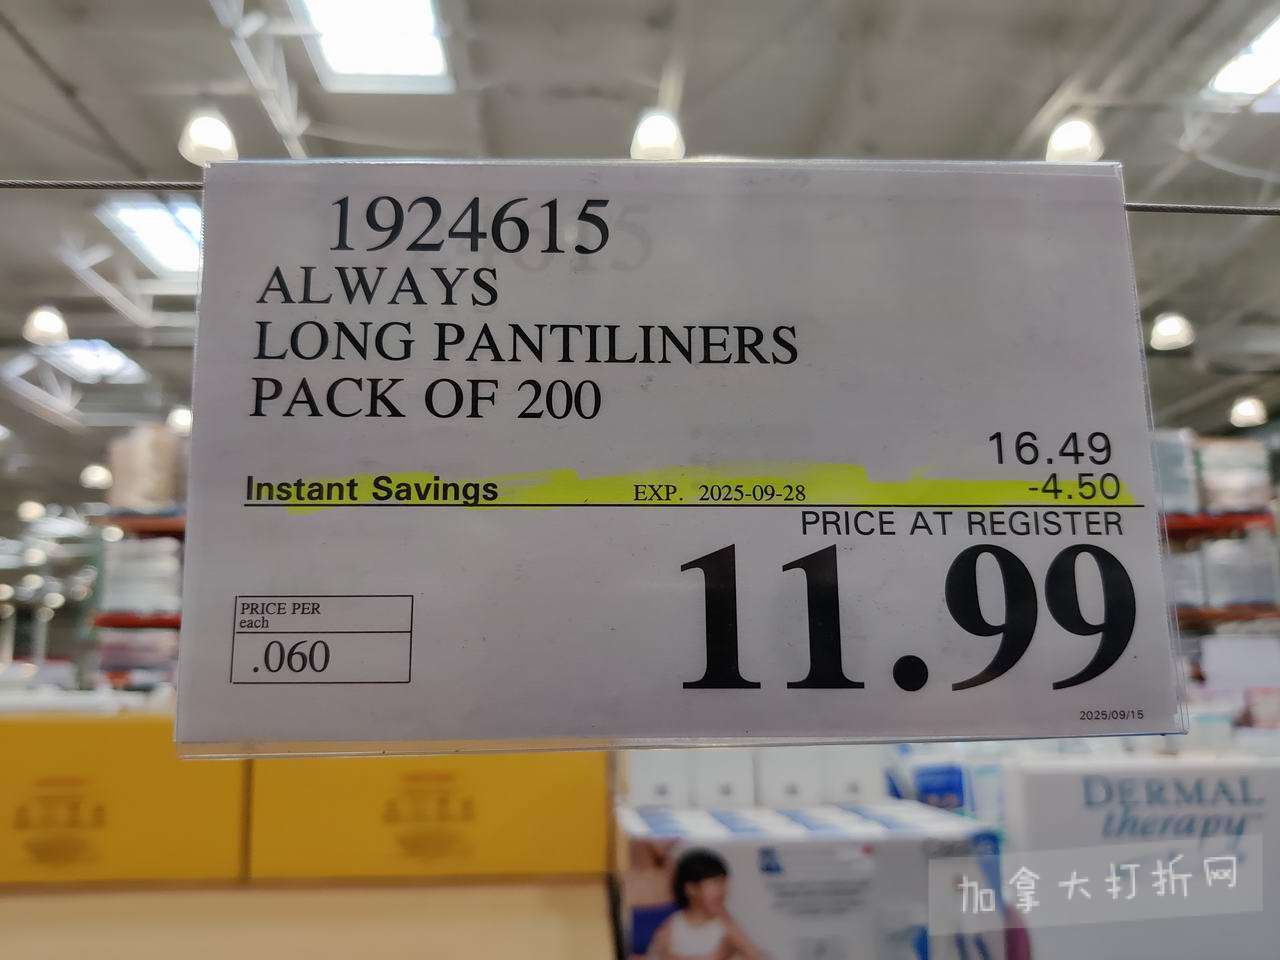 1924615
ALWAYS
LONG PANTILINERS
PACK OF 200
16.49
Instant Savings EXP. 2025-09-28 -4.50
PRICE AT REGISTER
11.99
PRICE PER
each
.060
2025/09/15
DERMAL
therapy
加拿大打折网